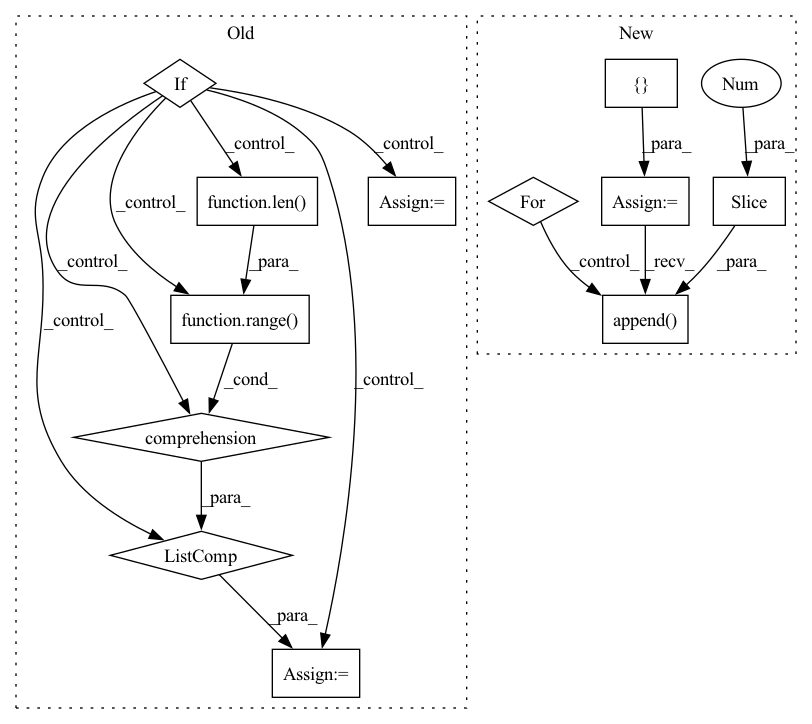 Old
New
If
{}
Num
_control_
_control_
_para_
_para_
function.len()
Assign:=
For
Assign:=
Slice
_control_
_control_
_para_
_control_
_recv_
_para_
_control_
function.range()
append()
_cond_
_control_
comprehension
_para_
ListComp
_para_
Assign:=